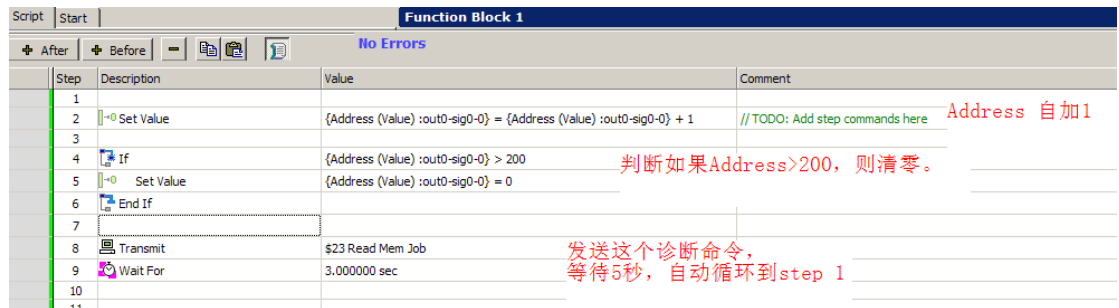 Script Start Function Block 1
After Before No Errors
Step Description Value Comment
1
2 Set Value {Address (Value) :out0-sig0-0} = {Address (Value) :out0-sig0-0} + 1 // TODO: Add step commands here Address 自加1
3
4 If {Address (Value) :out0-sig0-0} > 200 判断如果Address>200，则清零。
5 Set Value {Address (Value) :out0-sig0-0} = 0
6 End If
7
8 Transmit $23 Read Mem Job 发送这个诊断命令，
9 Wait For 3.000000 sec 等待5秒，自动循环到step 1
10
11